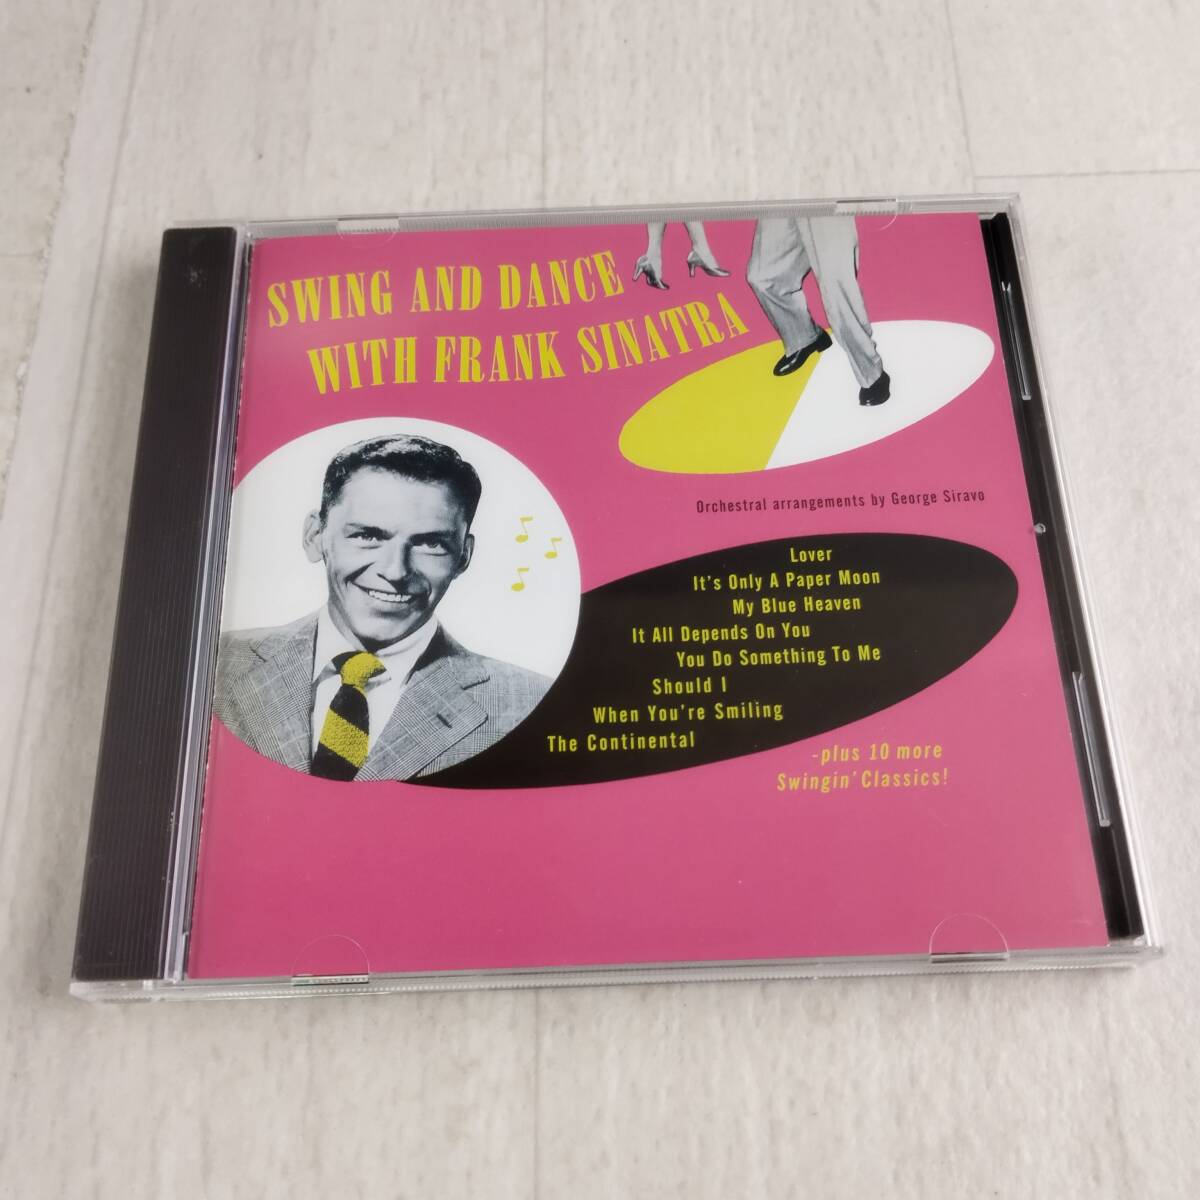 SWING AND DANCE
WITH FRANK SINATRA
Orchestral arrangements by George Siravo
Lover
It's Only A Paper Moon
My Blue Heaven
It All Depends On You
You Do Something To Me
Should I
When You're Smiling
The Continental
-plus 10 more
Swingin' Classics!